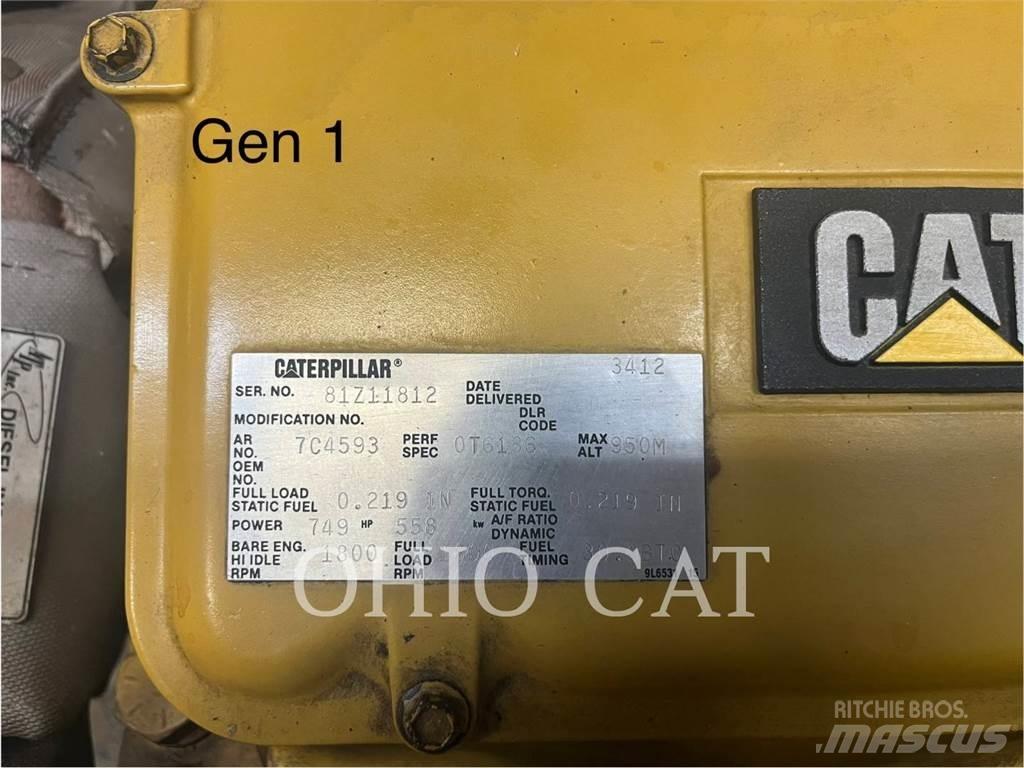 Gen 1
CAT
CATERPILLAR® 3412
SER. NO. 81Z11812 DATE DELIVERED
MODIFICATION NO. DLR CODE
AR NO. 7C4593 PERF SPEC 0T6186 MAX ALT 950M
OEM NO.
FULL LOAD STATIC FUEL 0.219 IN FULL TORQ. STATIC FUEL 0.219 IN
POWER 749 HP 558 kw A/F RATIO DYNAMIC
BARE ENG. HI IDLE RPM 1800 FULL LOAD RPM FUEL TIMING
OHIO CAT
Inc. DIESEL
RITCHIE BROS.
MASCUS